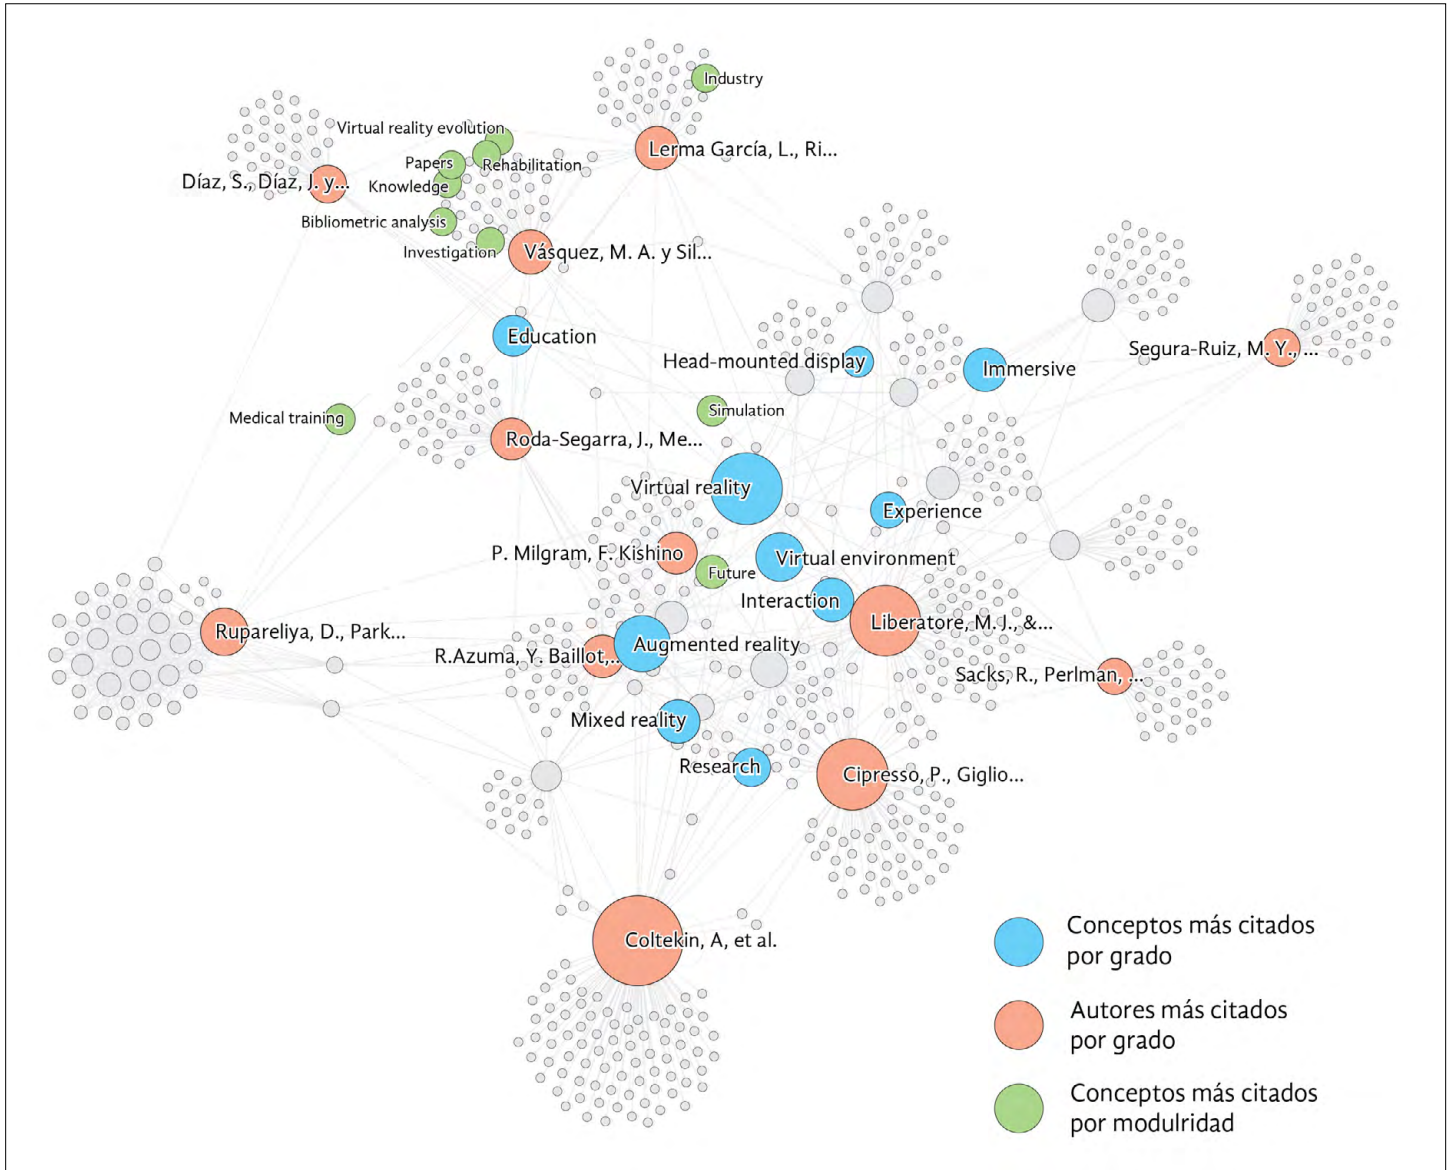 Industry
Virtual reality evolution
Lerma García, L., Ri...
Papers
Rehabilitation
Díaz, S., Díaz, J. y...
Knowledge
Bibliometric analysis
Investigation
Vásquez, M. A. y Sil...
Education
Segura-Ruiz, M. Y., ...
Head-mounted display
Immersive
Simulation
Medical training
Roda-Segarra, J., Me...
Virtual reality
Experience
P. Milgram, F. Kishino
Virtual environment
Future
Interaction
Liberatore, M. J., &...
Rupareliya, D., Park...
Augmented reality
R.Azuma, Y. Baillot,..
Sacks, R., Perlman, ...
Mixed reality
Research
Cipresso, P., Giglio...
Coltekin, A, et al.
Conceptos más citados
por grado
Autores más citados
por grado
Conceptos más citados
por modulridad